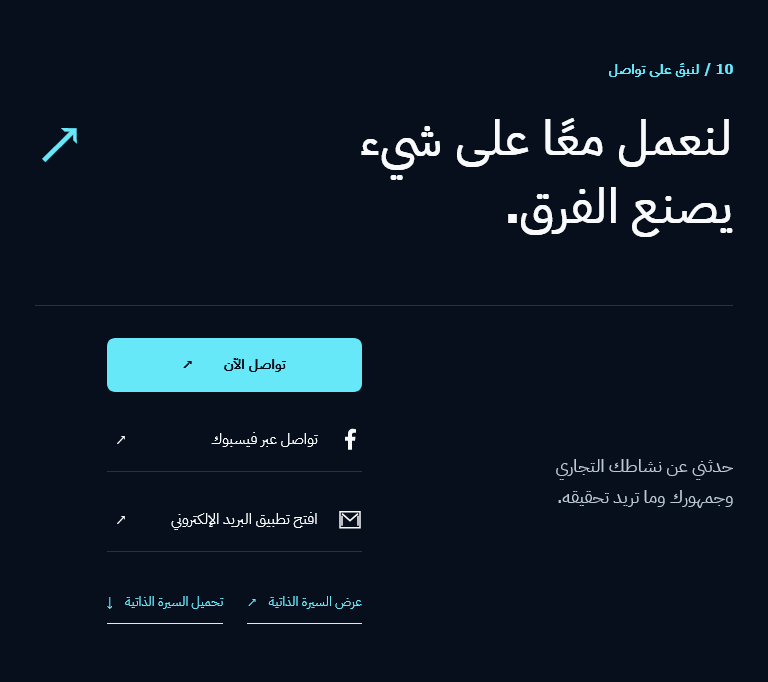 10 / لنبقَ على تواصل
لنعمل معًا على شيء
يصنع الفرق.
↗
حدثني عن نشاطك التجاري
وجمهورك وما تريد تحقيقه.
تواصل الآن ↗
تواصل عبر فيسبوك ↗
افتح تطبيق البريد الإلكتروني ↗
عرض السيرة الذاتية ↗
تحميل السيرة الذاتية ↓